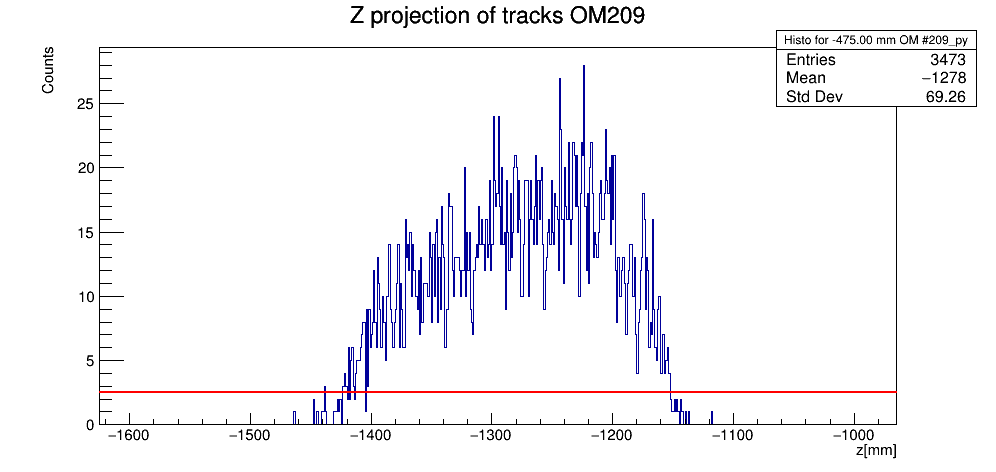 Z projection of tracks OM209
Histo for -475.00 mm OM #209_py
Entries 3473
Mean −1278
Std Dev 69.26
Counts
25
20
15
10
5
0
−1600 −1500 −1400 −1300 −1200 −1100 −1000
z[mm]